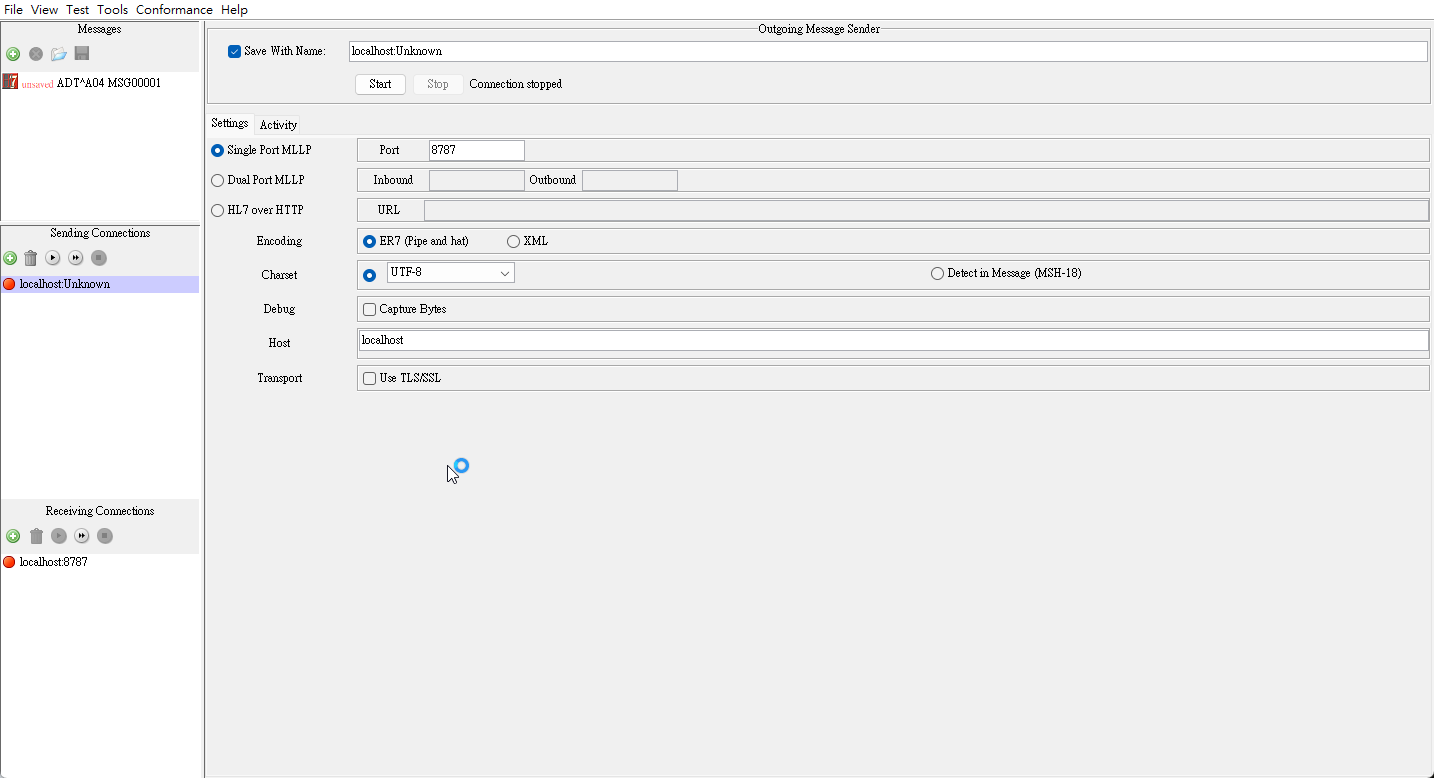 File View Test Tools Conformance Help
Messages
unsaved ADT^A04 MSG00001
Sending Connections
localhost:Unknown
Receiving Connections
localhost:8787
Outgoing Message Sender
Save With Name: localhost:Unknown
Start Stop Connection stopped
Settings Activity
Single Port MLLP Port 8787
Dual Port MLLP Inbound Outbound
HL7 over HTTP URL
Encoding ER7 (Pipe and hat) XML
Charset UTF-8 Detect in Message (MSH-18)
Debug Capture Bytes
Host localhost
Transport Use TLS/SSL